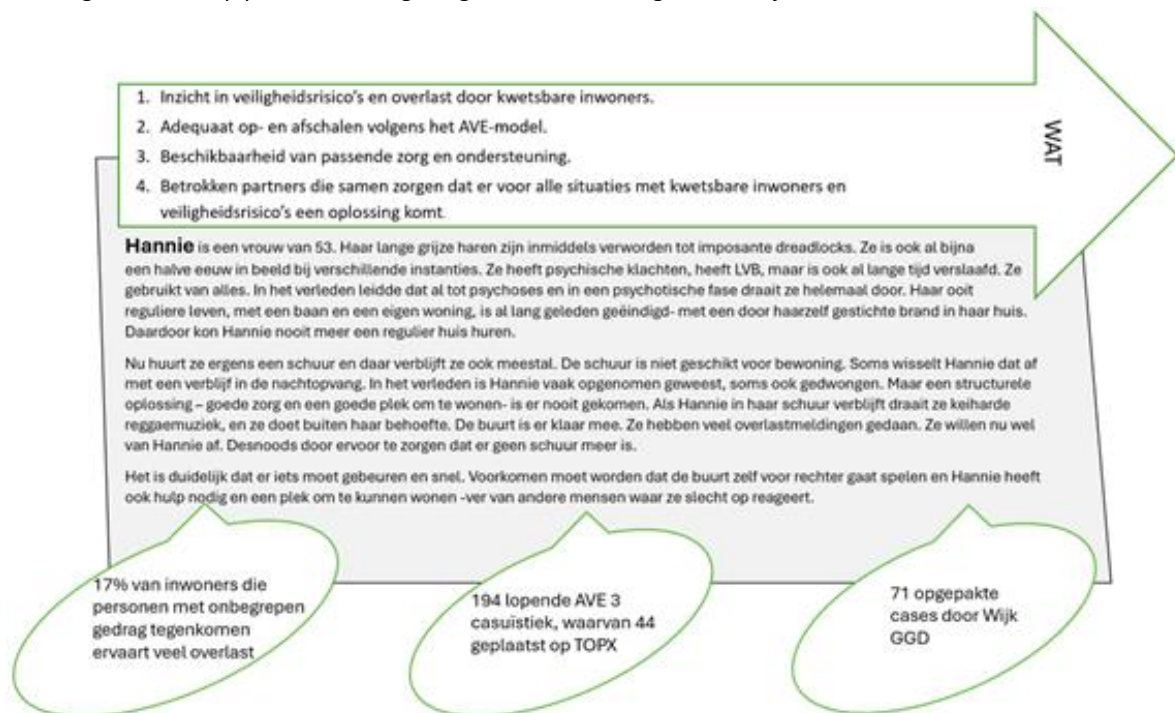 1. Inzicht in veiligheidsrisico's en overlast door kwetsbare inwoners.
2. Adequaat op- en afschalen volgens het AVE-model.
3. Beschikbaarheid van passende zorg en ondersteuning.
4. Betrokken partners die samen zorgen dat er voor alle situaties met kwetsbare inwoners en
veiligheidsrisico's een oplossing komt.
WAT
Hannie is een vrouw van 53. Haar lange grijze haren zijn inmiddels verworden tot imposante dreadlocks. Ze is ook al bijna
een halve eeuw in beeld bij verschillende instanties. Ze heeft psychische klachten, heeft LVB, maar is ook al lange tijd verslaafd. Ze
gebruikt van alles. In het verleden leidde dat al tot psychoses en in een psychotische fase draait ze helemaal door. Haar ooit
reguliere leven, met een baan en een eigen woning, is al lang geleden geëindigd- met een door haarzelf gestichte brand in haar huis.
Daardoor kon Hannie nooit meer een regulier huis huren.
Nu huurt ze ergens een schuur en daar verblijft ze ook meestal. De schuur is niet geschikt voor bewoning. Soms wisselt Hannie dat af
met een verblijf in de nachtopvang. In het verleden is Hannie vaak opgenomen geweest, soms ook gedwongen. Maar een structurele
oplossing – goede zorg en een goede plek om te wonen- is er nooit gekomen. Als Hannie in haar schuur verblijft draait ze keiharde
reggaemuziek, en ze doet buiten haar behoefte. De buurt is er klaar mee. Ze hebben veel overlastmeldingen gedaan. Ze willen nu wel
van Hannie af. Desnoods door ervoor te zorgen dat er geen schuur meer is.
Het is duidelijk dat er iets moet gebeuren en snel. Voorkomen moet worden dat de buurt zelf voor rechter gaat spelen en Hannie heeft
ook hulp nodig en een plek om te kunnen wonen -ver van andere mensen waar ze slecht op reageert.
17% van inwoners die
personen met onbegrepen
gedrag tegenkomen
ervaart veel overlast
194 lopende AVE 3
casuïstiek, waarvan 44
geplaatst op TOPX
71 opgepakte
cases door Wijk
GGD